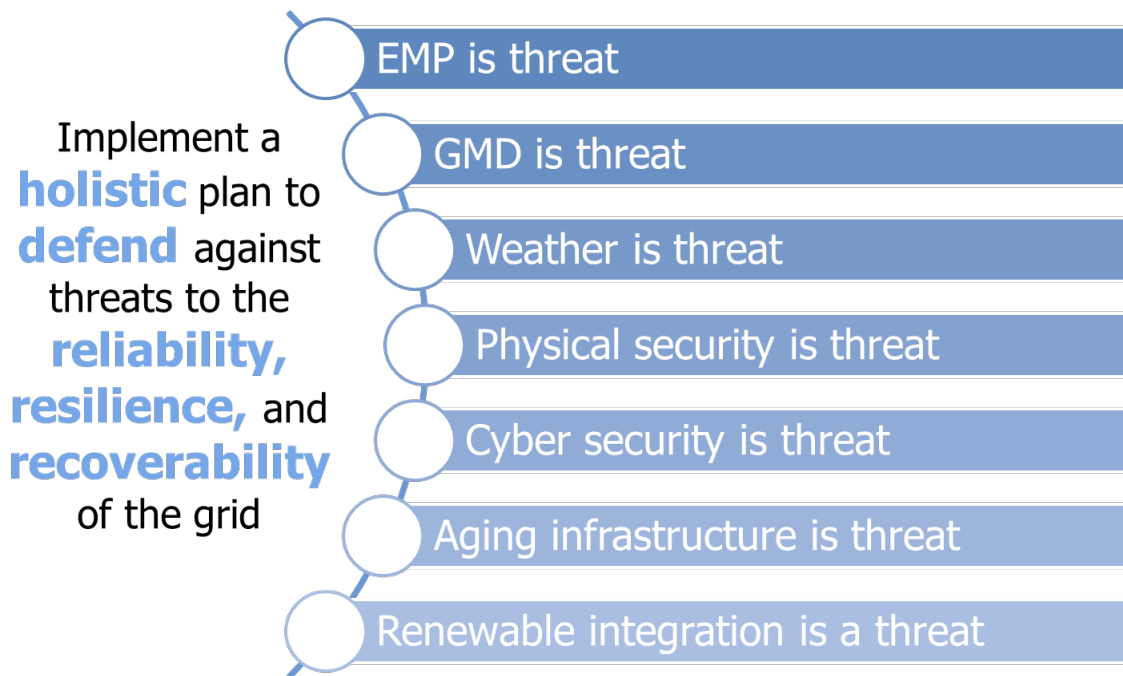 Implement a
holistic plan to
defend against
threats to the
reliability,
resilience, and
recoverability
of the grid
EMP is threat
GMD is threat
Weather is threat
Physical security is threat
Cyber security is threat
Aging infrastructure is threat
Renewable integration is a threat